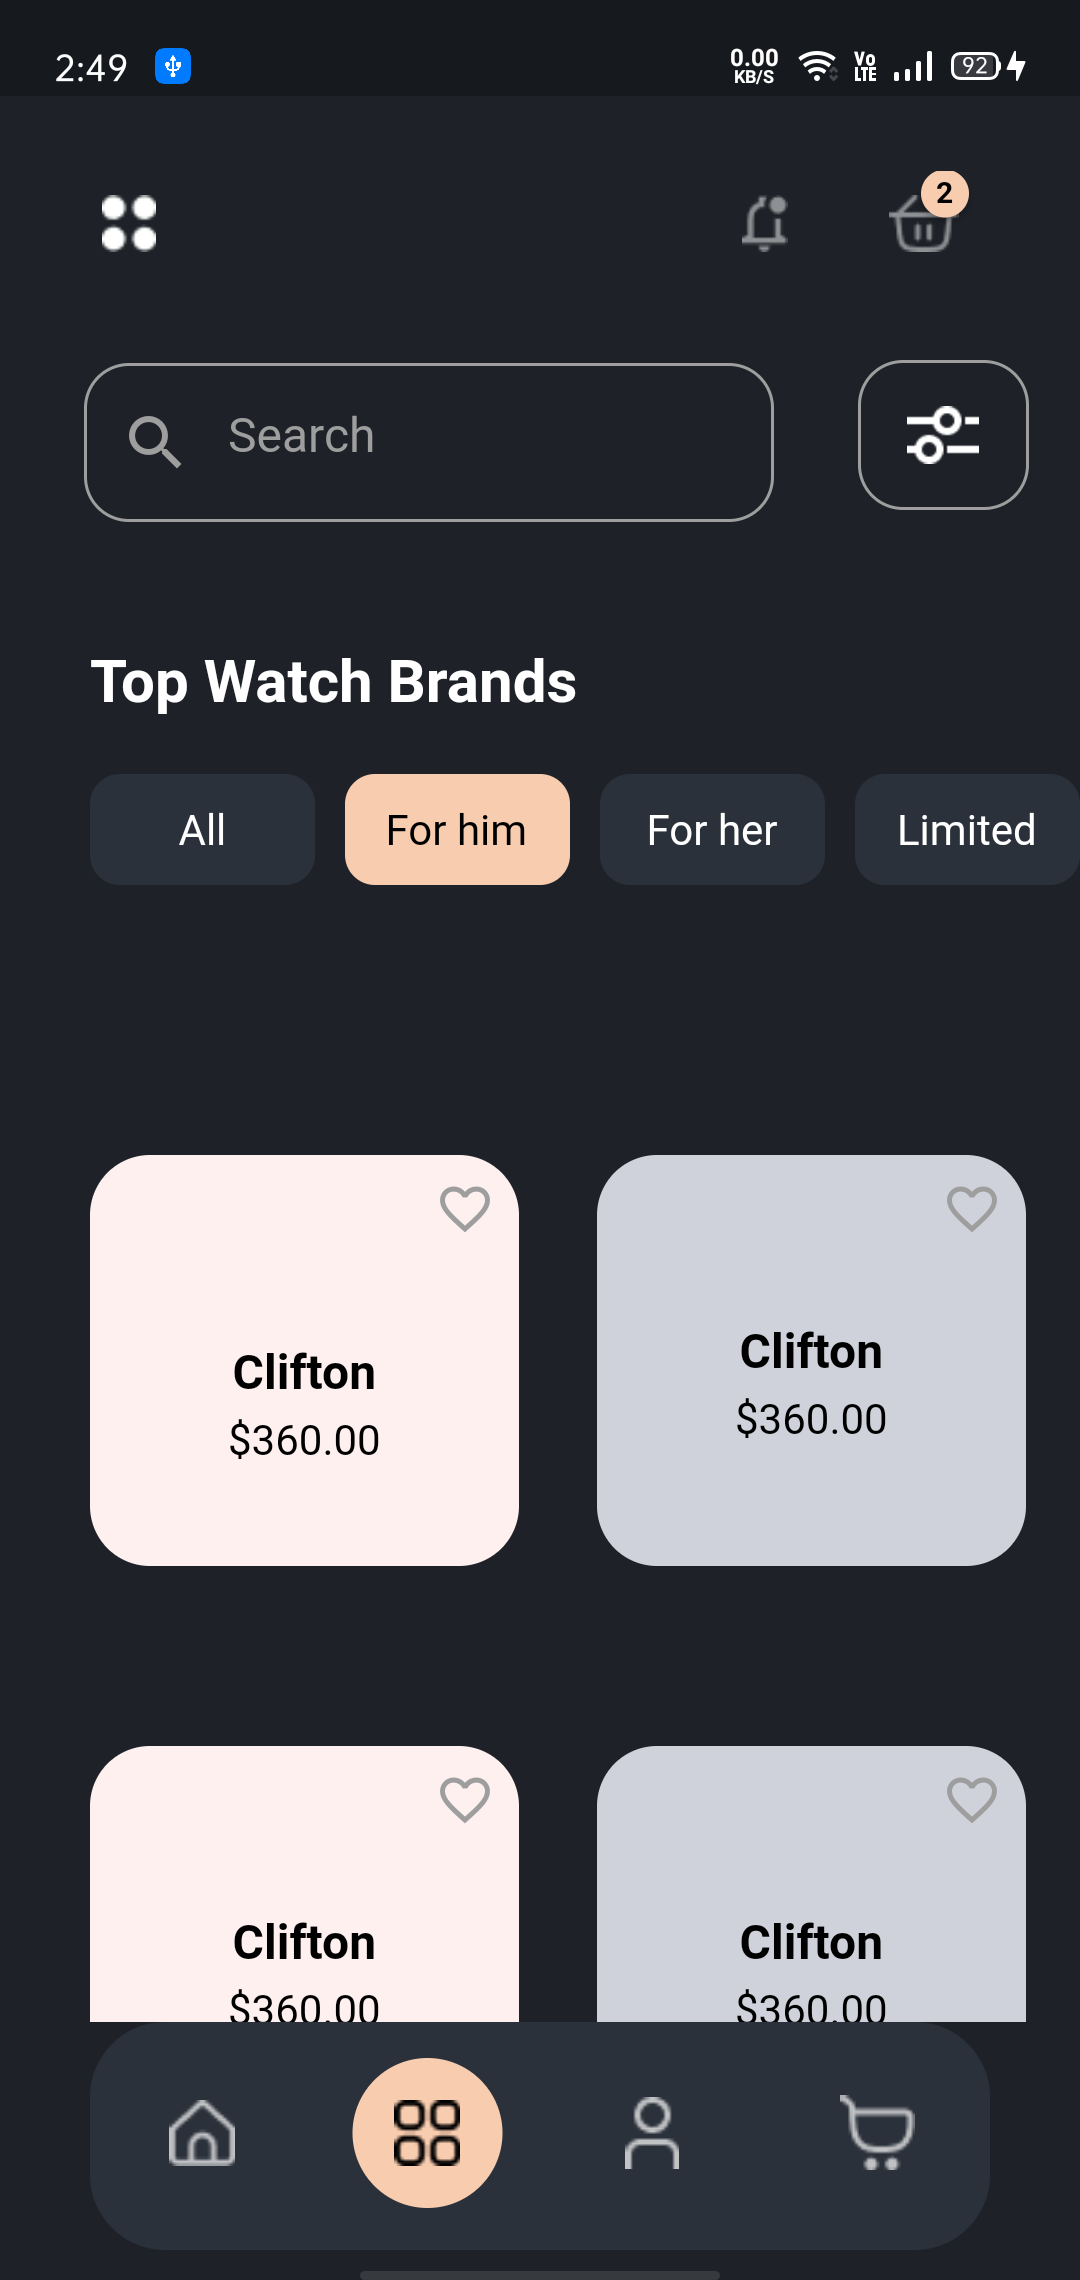 2:49
0.00
KB/S
Vo
LTE
92
2
Search
Top Watch Brands
All
For him
For her
Limited
Clifton
$360.00
Clifton
$360.00
Clifton
$360.00
Clifton
$360.00